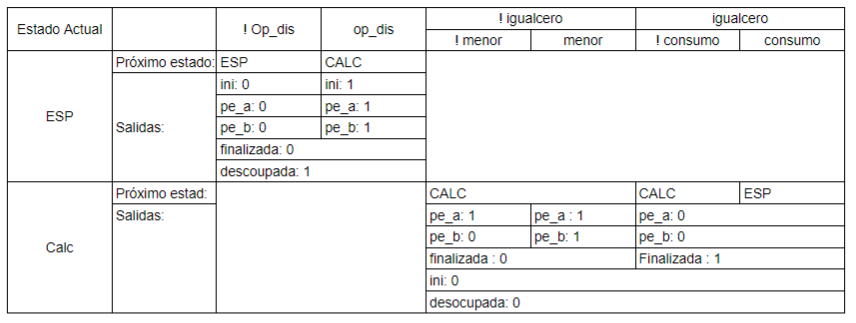 Estado Actual
! Op_dis
op_dis
! igualcero
igualcero
! menor
menor
! consumo
consumo
ESP
Próximo estado:
ESP
CALC
Salidas:
ini: 0
ini: 1
pe_a: 0
pe_a: 1
pe_b: 0
pe_b: 1
finalizada: 0
descoupada: 1
Calc
Próximo estad:
CALC
CALC
ESP
Salidas:
pe_a: 1
pe_a : 1
pe_a: 0
pe_b: 0
pe_b: 1
pe_b: 0
finalizada : 0
Finalizada : 1
ini: 0
desocupada: 0